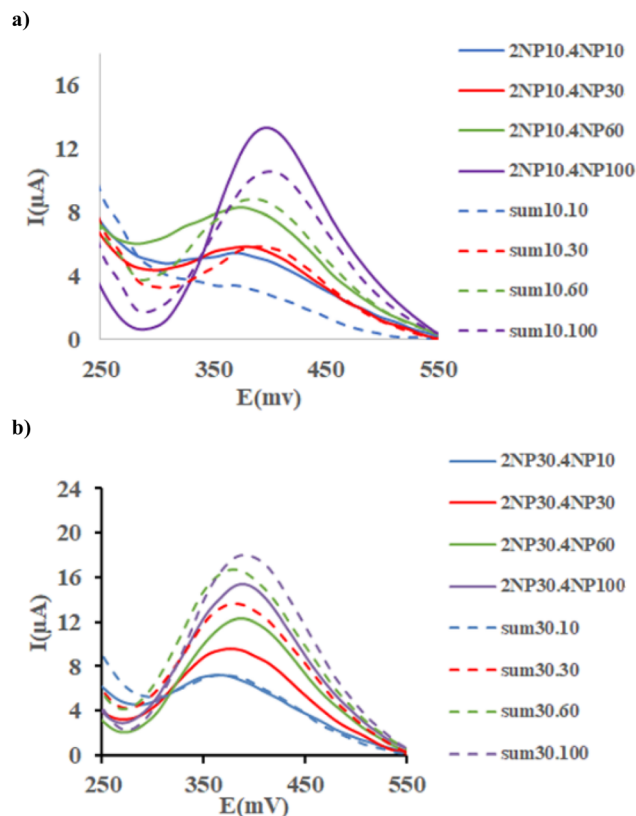 a)
2NP10.4NP10
2NP10.4NP30
2NP10.4NP60
2NP10.4NP100
sum10.10
sum10.30
sum10.60
sum10.100
16
12
8
4
0
I(μA)
250 350 450 550
E(mv)
b)
2NP30.4NP10
2NP30.4NP30
2NP30.4NP60
2NP30.4NP100
sum30.10
sum30.30
sum30.60
sum30.100
24
20
16
12
8
4
0
I(μA)
250 350 450 550
E(mV)